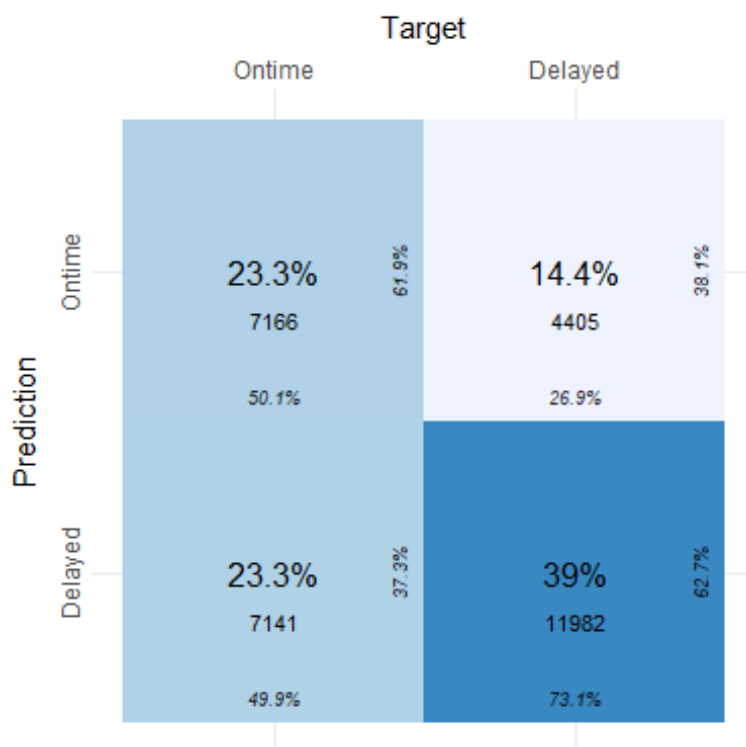 Target
Ontime
Delayed
Prediction
Ontime
23.3%
7166
50.1%
61.9%
14.4%
4405
26.9%
38.1%
Delayed
23.3%
7141
49.9%
37.3%
39%
11982
73.1%
62.7%